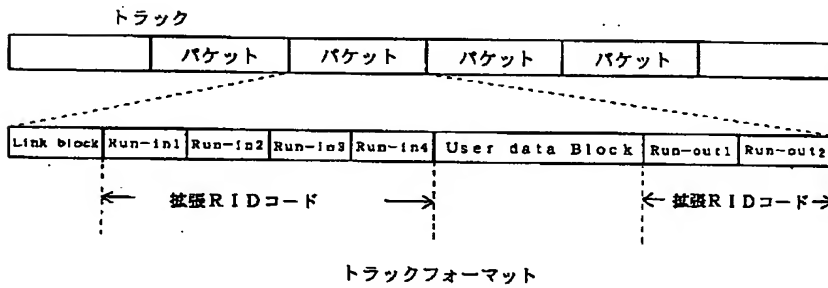 トラック
パケット パケット パケット パケット
Link block Run-in1 Run-in2 Run-in3 Run-in4 User data Block Run-out1 Run-out2
拡張RIDコード 拡張RIDコード
トラックフォーマット